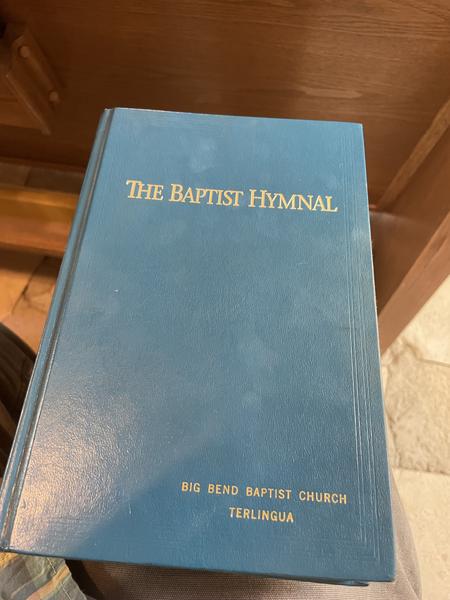 THE BAPTIST HYMNAL
BIG BEND BAPTIST CHURCH
TERLINGUA